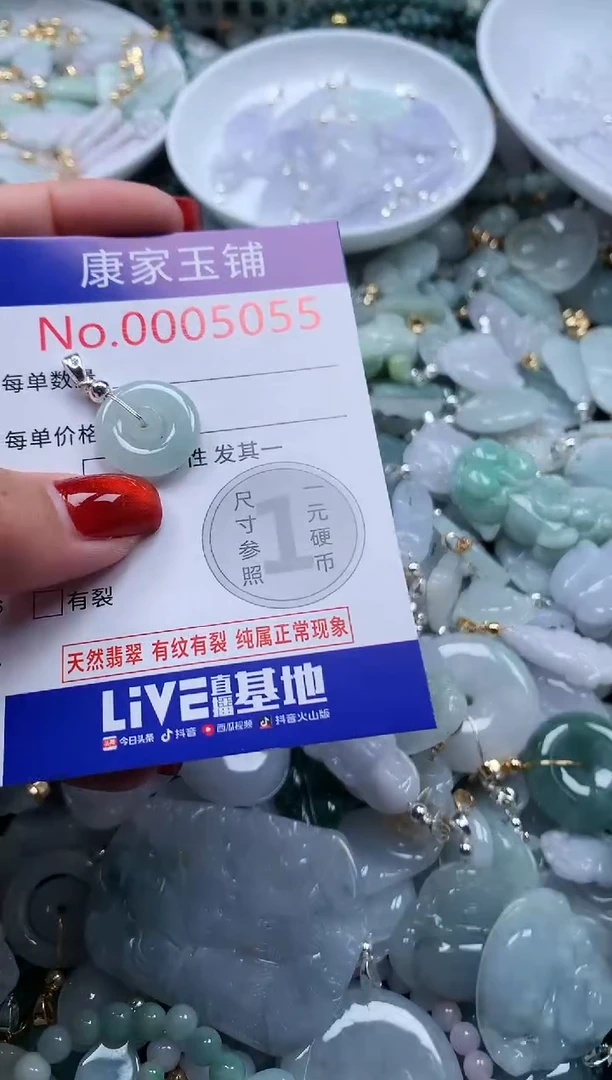 康家玉铺
No.0005055
每单数
每单价格
性 发其一
尺寸参照
1
一元硬币
有裂
天然翡翠 有纹有裂 纯属正常现象
LiVE直播基地
今日头条 抖音 西瓜视频 抖音火山版